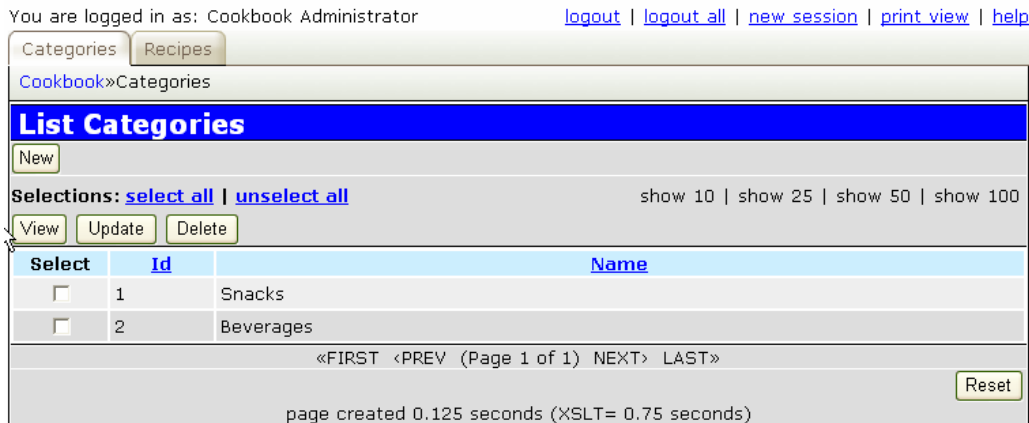 You are logged in as: Cookbook Administrator logout | logout all | new session | print view | help
Categories Recipes
Cookbook»Categories
List Categories
New
Selections: select all | unselect all show 10 | show 25 | show 50 | show 100
View Update Delete
Select Id Name
1 Snacks
2 Beverages
«FIRST ‹PREV (Page 1 of 1) NEXT› LAST»
Reset
page created 0.125 seconds (XSLT= 0.75 seconds)